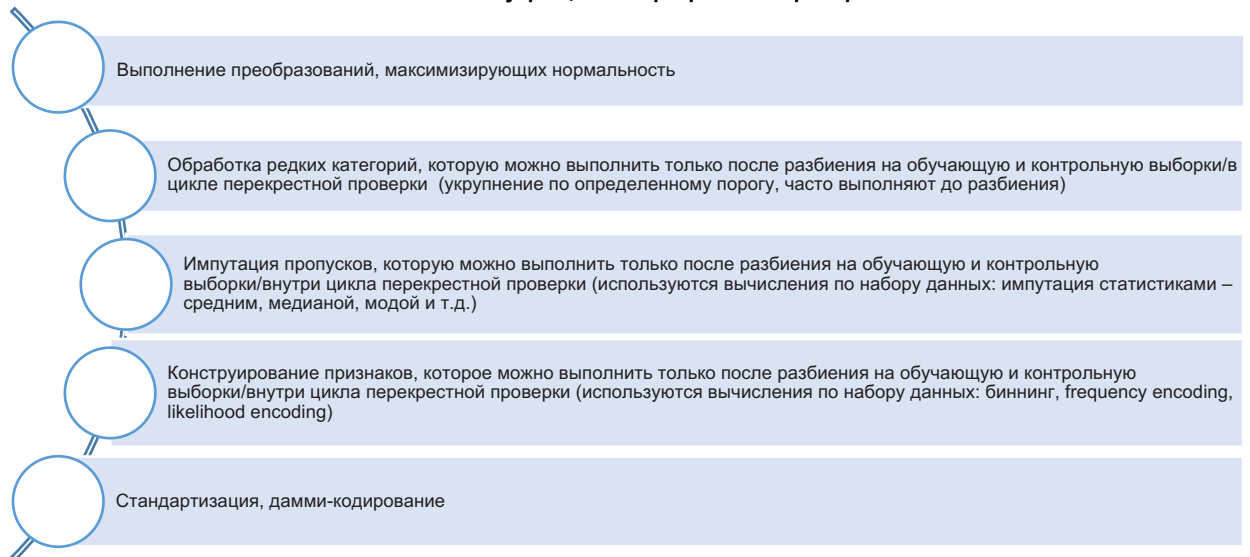 Выполнение преобразований, максимизирующих нормальность
Обработка редких категорий, которую можно выполнить только после разбиения на обучающую и контрольную выборки/в
цикле перекрестной проверки (укрупнение по определенному порогу, часто выполняют до разбиения)
Импутация пропусков, которую можно выполнить только после разбиения на обучающую и контрольную
выборки/внутри цикла перекрестной проверки (используются вычисления по набору данных: импутация статистиками –
средним, медианой, модой и т.д.)
Конструирование признаков, которое можно выполнить только после разбиения на обучающую и контрольную
выборки/внутри цикла перекрестной проверки (используются вычисления по набору данных: биннинг, frequency encoding,
likelihood encoding)
Стандартизация, дамми-кодирование